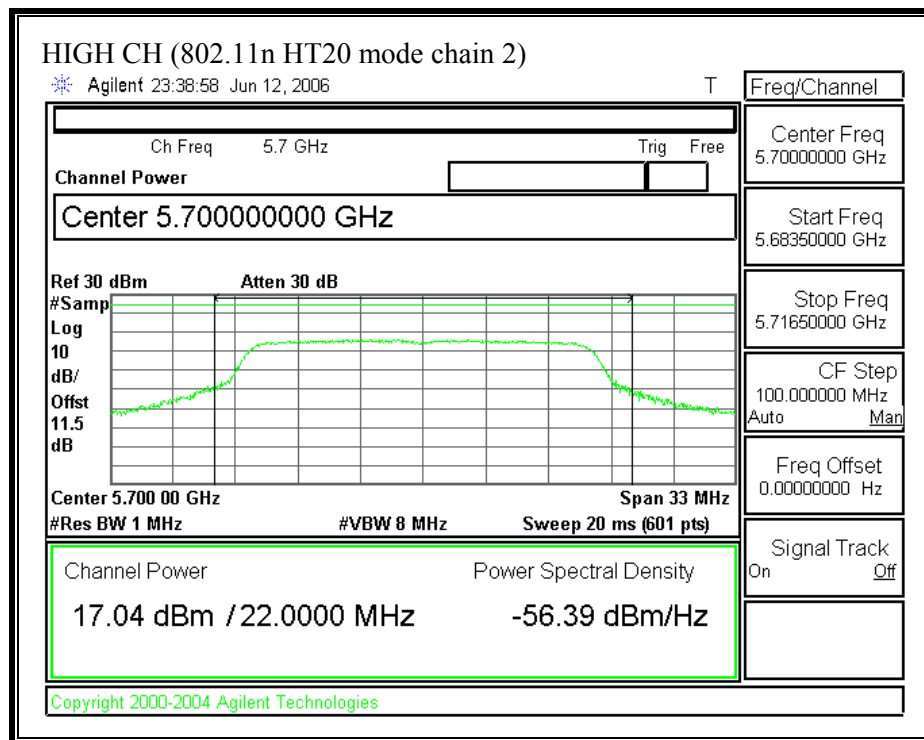 HIGH CH (802.11n HT20 mode chain 2)
Agilent 23:38:58 Jun 12, 2006 T
Freq/Channel
Ch Freq 5.7 GHz Trig Free
Channel Power
Center 5.700000000 GHz
Center Freq
5.70000000 GHz
Start Freq
5.68350000 GHz
Stop Freq
5.71650000 GHz
CF Step
100.000000 MHz
Auto Man
Freq Offset
0.00000000 Hz
Signal Track
On Off
Ref 30 dBm Atten 30 dB
#Samp
Log
10
dB/
Offst
11.5
dB
Center 5.700 00 GHz Span 33 MHz
#Res BW 1 MHz #VBW 8 MHz Sweep 20 ms (601 pts)
Channel Power Power Spectral Density
17.04 dBm / 22.0000 MHz -56.39 dBm/Hz
Copyright 2000-2004 Agilent Technologies